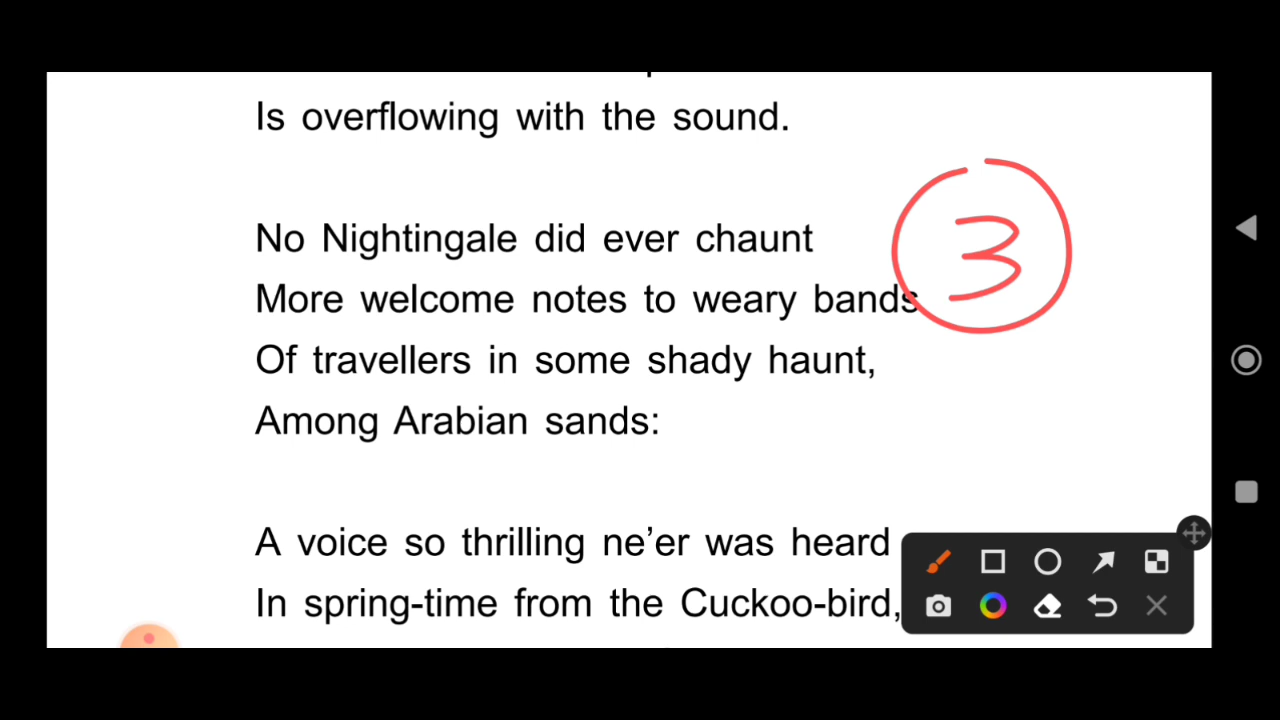 Is overflowing with the sound.
No Nightingale did ever chaunt
3
More welcome notes to weary bands
Of travellers in some shady haunt,
Among Arabian sands:
A voice so thrilling ne’er was heard
In spring-time from the Cuckoo-bird,